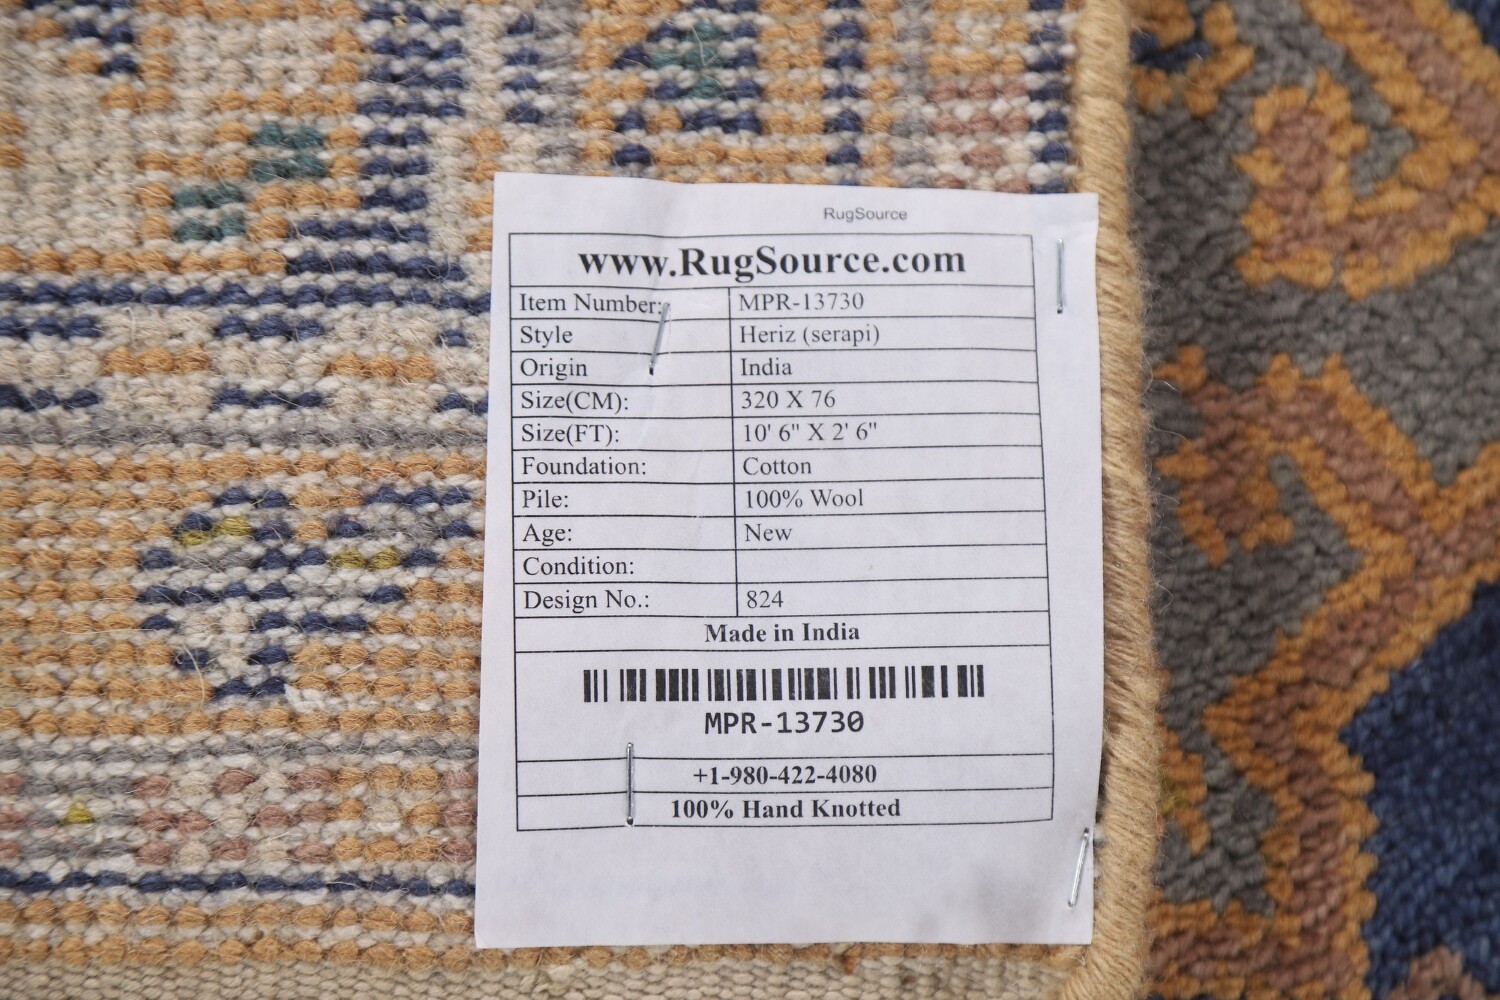 RugSource
www.RugSource.com
Item Number: MPR-13730
Style Heriz (serapi)
Origin India
Size(CM): 320 X 76
Size(FT): 10' 6" X 2' 6"
Foundation: Cotton
Pile: 100% Wool
Age: New
Condition:
Design No.: 824
Made in India
MPR-13730
+1-980-422-4080
100% Hand Knotted